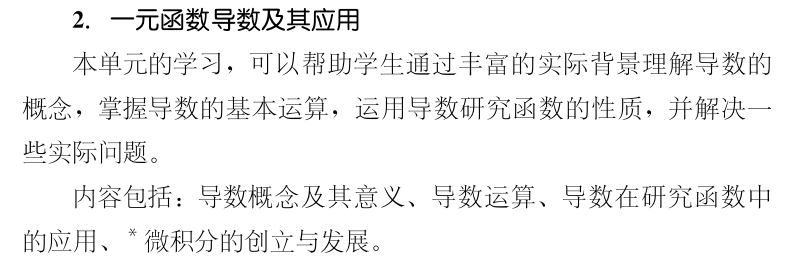 2. 一元函数导数及其应用
本单元的学习，可以帮助学生通过丰富的实际背景理解导数的
概念，掌握导数的基本运算，运用导数研究函数的性质，并解决一
些实际问题。
内容包括：导数概念及其意义、导数运算、导数在研究函数中
的应用、*微积分的创立与发展。